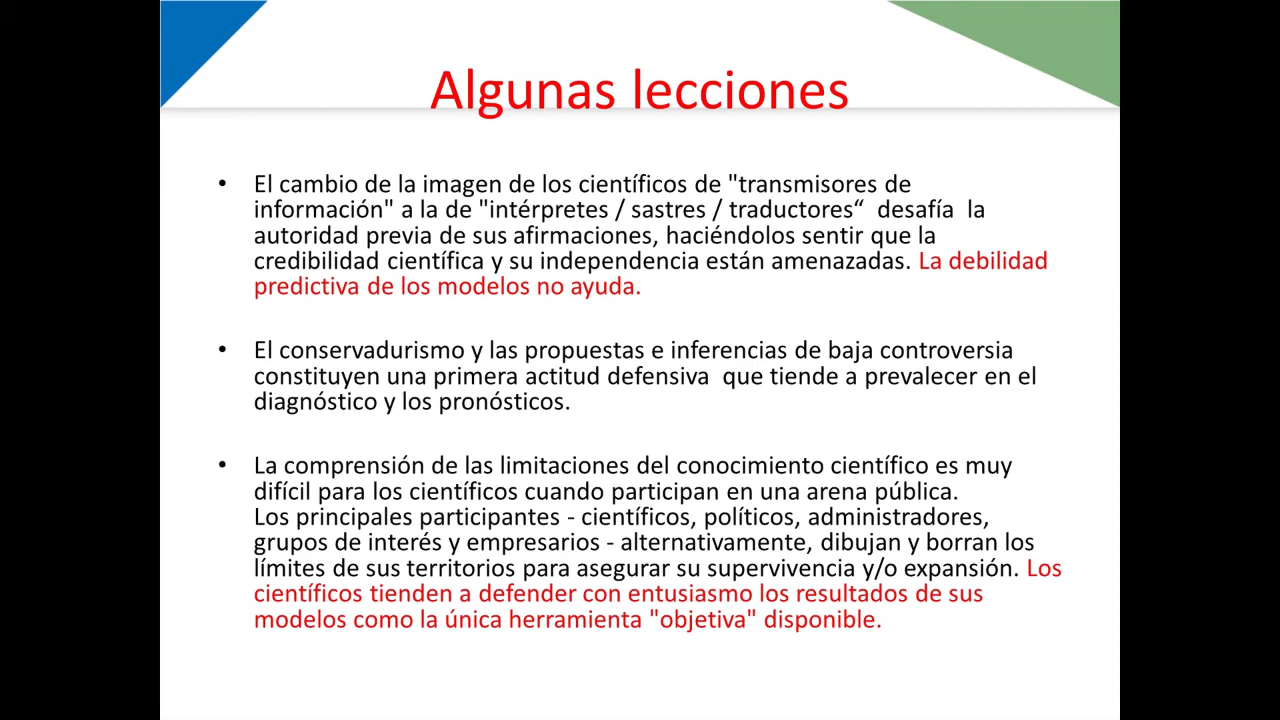 Algunas lecciones
• El cambio de la imagen de los científicos de "transmisores de
información" a la de "intérpretes / sastres / traductores“  desafía  la
autoridad previa de sus afirmaciones, haciéndolos sentir que la
credibilidad científica y su independencia están amenazadas. La debilidad
predictiva de los modelos no ayuda.
• El conservadurismo y las propuestas e inferencias de baja controversia
constituyen una primera actitud defensiva  que tiende a prevalecer en el
diagnóstico y los pronósticos.
• La comprensión de las limitaciones del conocimiento científico es muy
difícil para los científicos cuando participan en una arena pública.
Los principales participantes - científicos, políticos, administradores,
grupos de interés y empresarios - alternativamente, dibujan y borran los
límites de sus territorios para asegurar su supervivencia y/o expansión. Los
científicos tienden a defender con entusiasmo los resultados de sus
modelos como la única herramienta "objetiva" disponible.